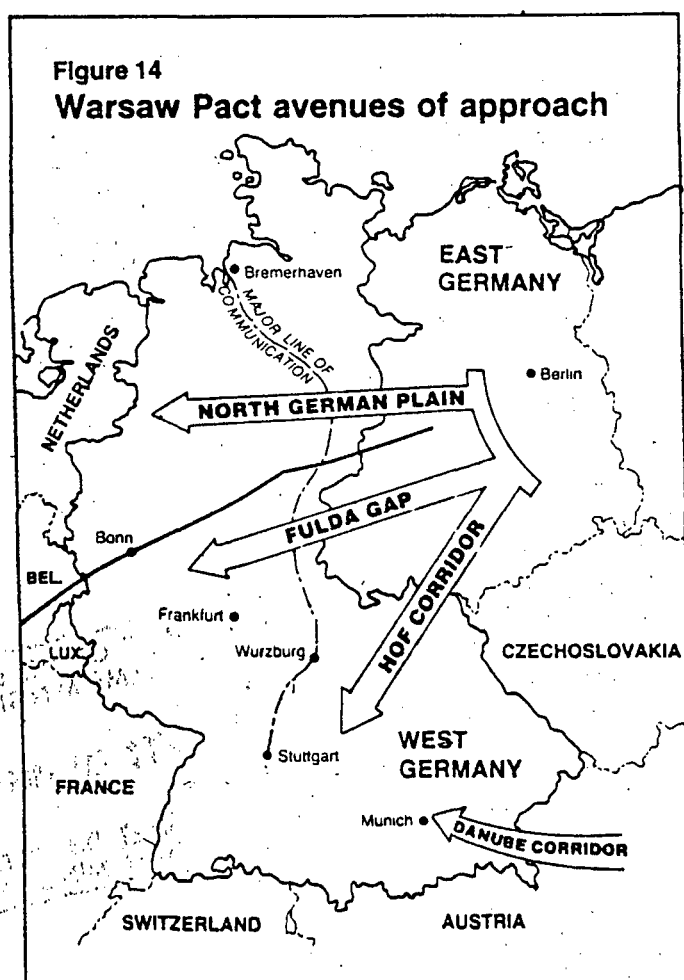 Figure 14
Warsaw Pact avenues of approach
EAST
GERMANY
Bremerhaven
MAJOR LINE OF
COMMUNICATION
Berlin
NETHERLANDS
NORTH GERMAN PLAIN
FULDA GAP
Bonn
HOF CORRIDOR
BEL.
Frankfurt
LUX.
Wurzburg
CZECHOSLOVAKIA
Stuttgart
WEST
GERMANY
FRANCE
Munich
DANUBE CORRIDOR
SWITZERLAND
AUSTRIA